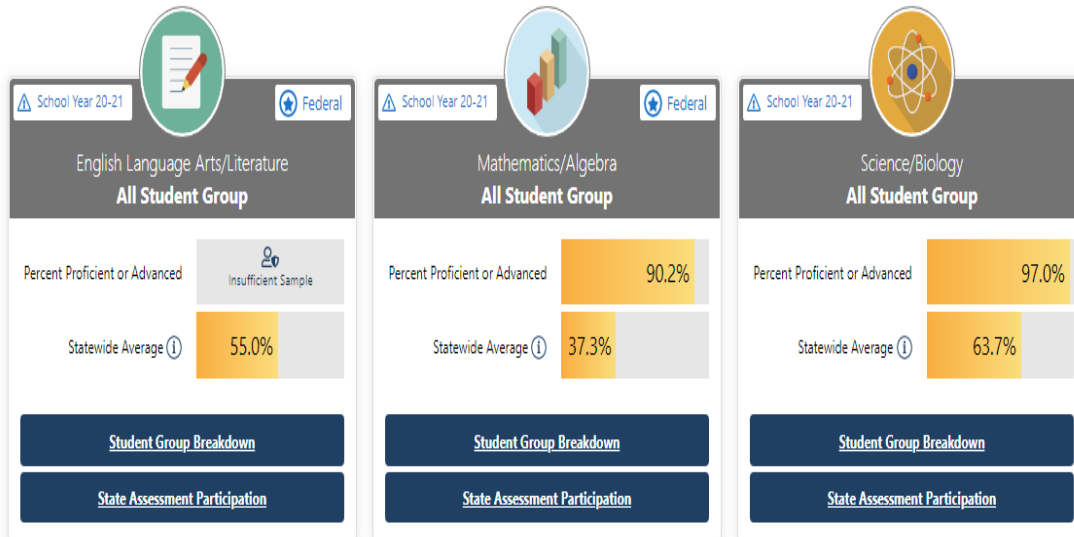 School Year 20-21
Federal
English Language Arts/Literature
All Student Group
Percent Proficient or Advanced
Insufficient Sample
Statewide Average
55.0%
Student Group Breakdown
State Assessment Participation
School Year 20-21
Federal
Mathematics/Algebra
All Student Group
Percent Proficient or Advanced
90.2%
Statewide Average
37.3%
Student Group Breakdown
State Assessment Participation
School Year 20-21
Science/Biology
All Student Group
Percent Proficient or Advanced
97.0%
Statewide Average
63.7%
Student Group Breakdown
State Assessment Participation